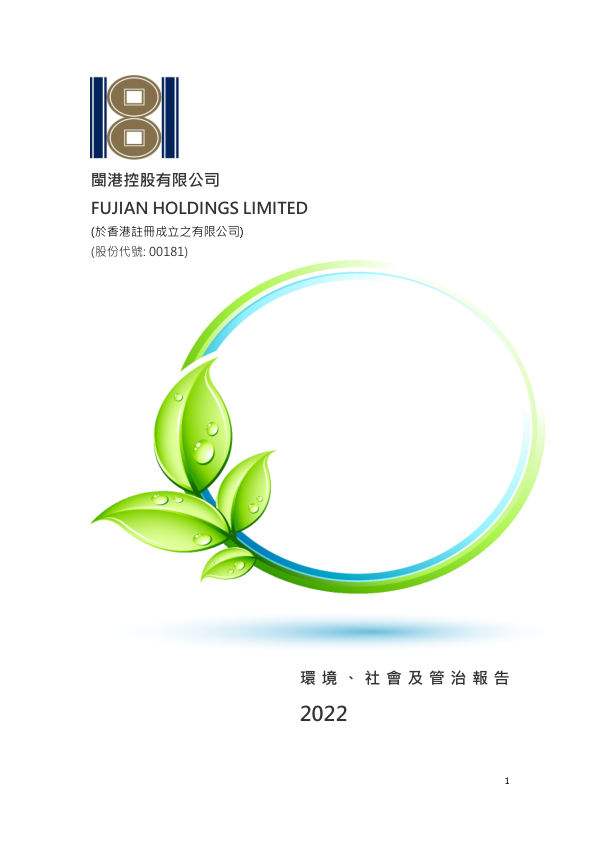 閩港控股有限公司
FUJIAN HOLDINGS LIMITED
(於香港註冊成立之有限公司)
(股份代號: 00181)
環境、社會及管治報告
2022
1